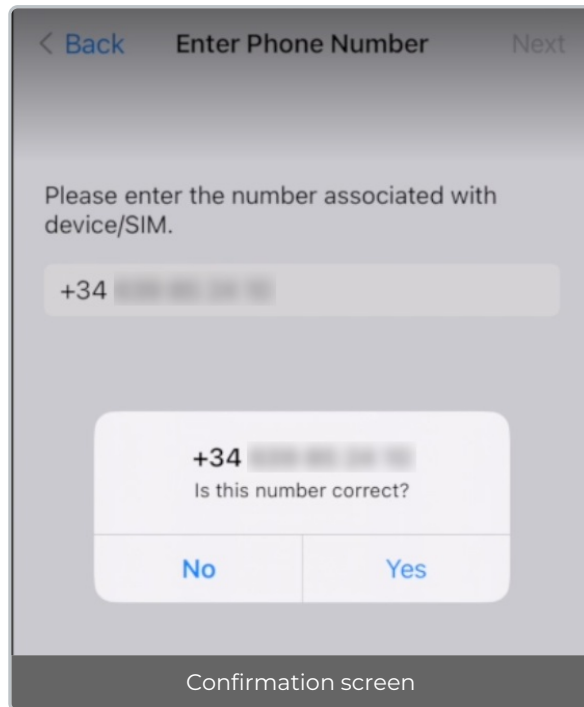 < Back Enter Phone Number Next
Please enter the number associated with
device/SIM.
+34
+34
Is this number correct?
No Yes
Confirmation screen